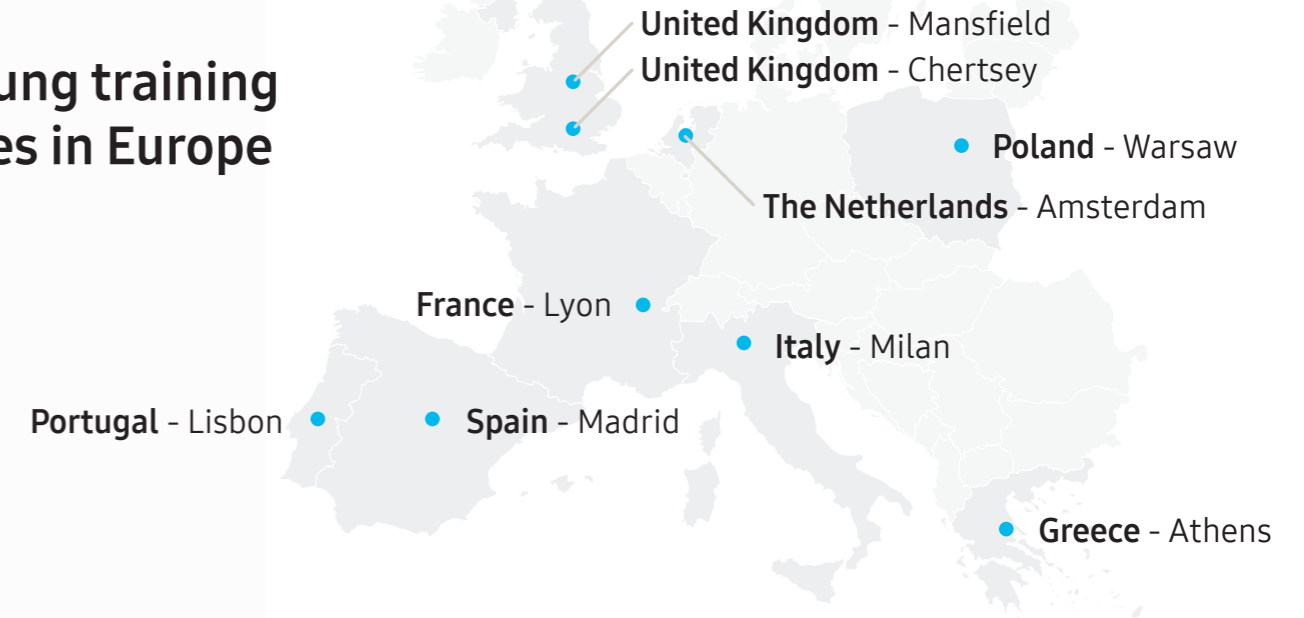 ung training
es in Europe
United Kingdom - Mansfield
United Kingdom - Chertsey
Poland - Warsaw
The Netherlands - Amsterdam
France - Lyon
Italy - Milan
Portugal - Lisbon
Spain - Madrid
Greece - Athens